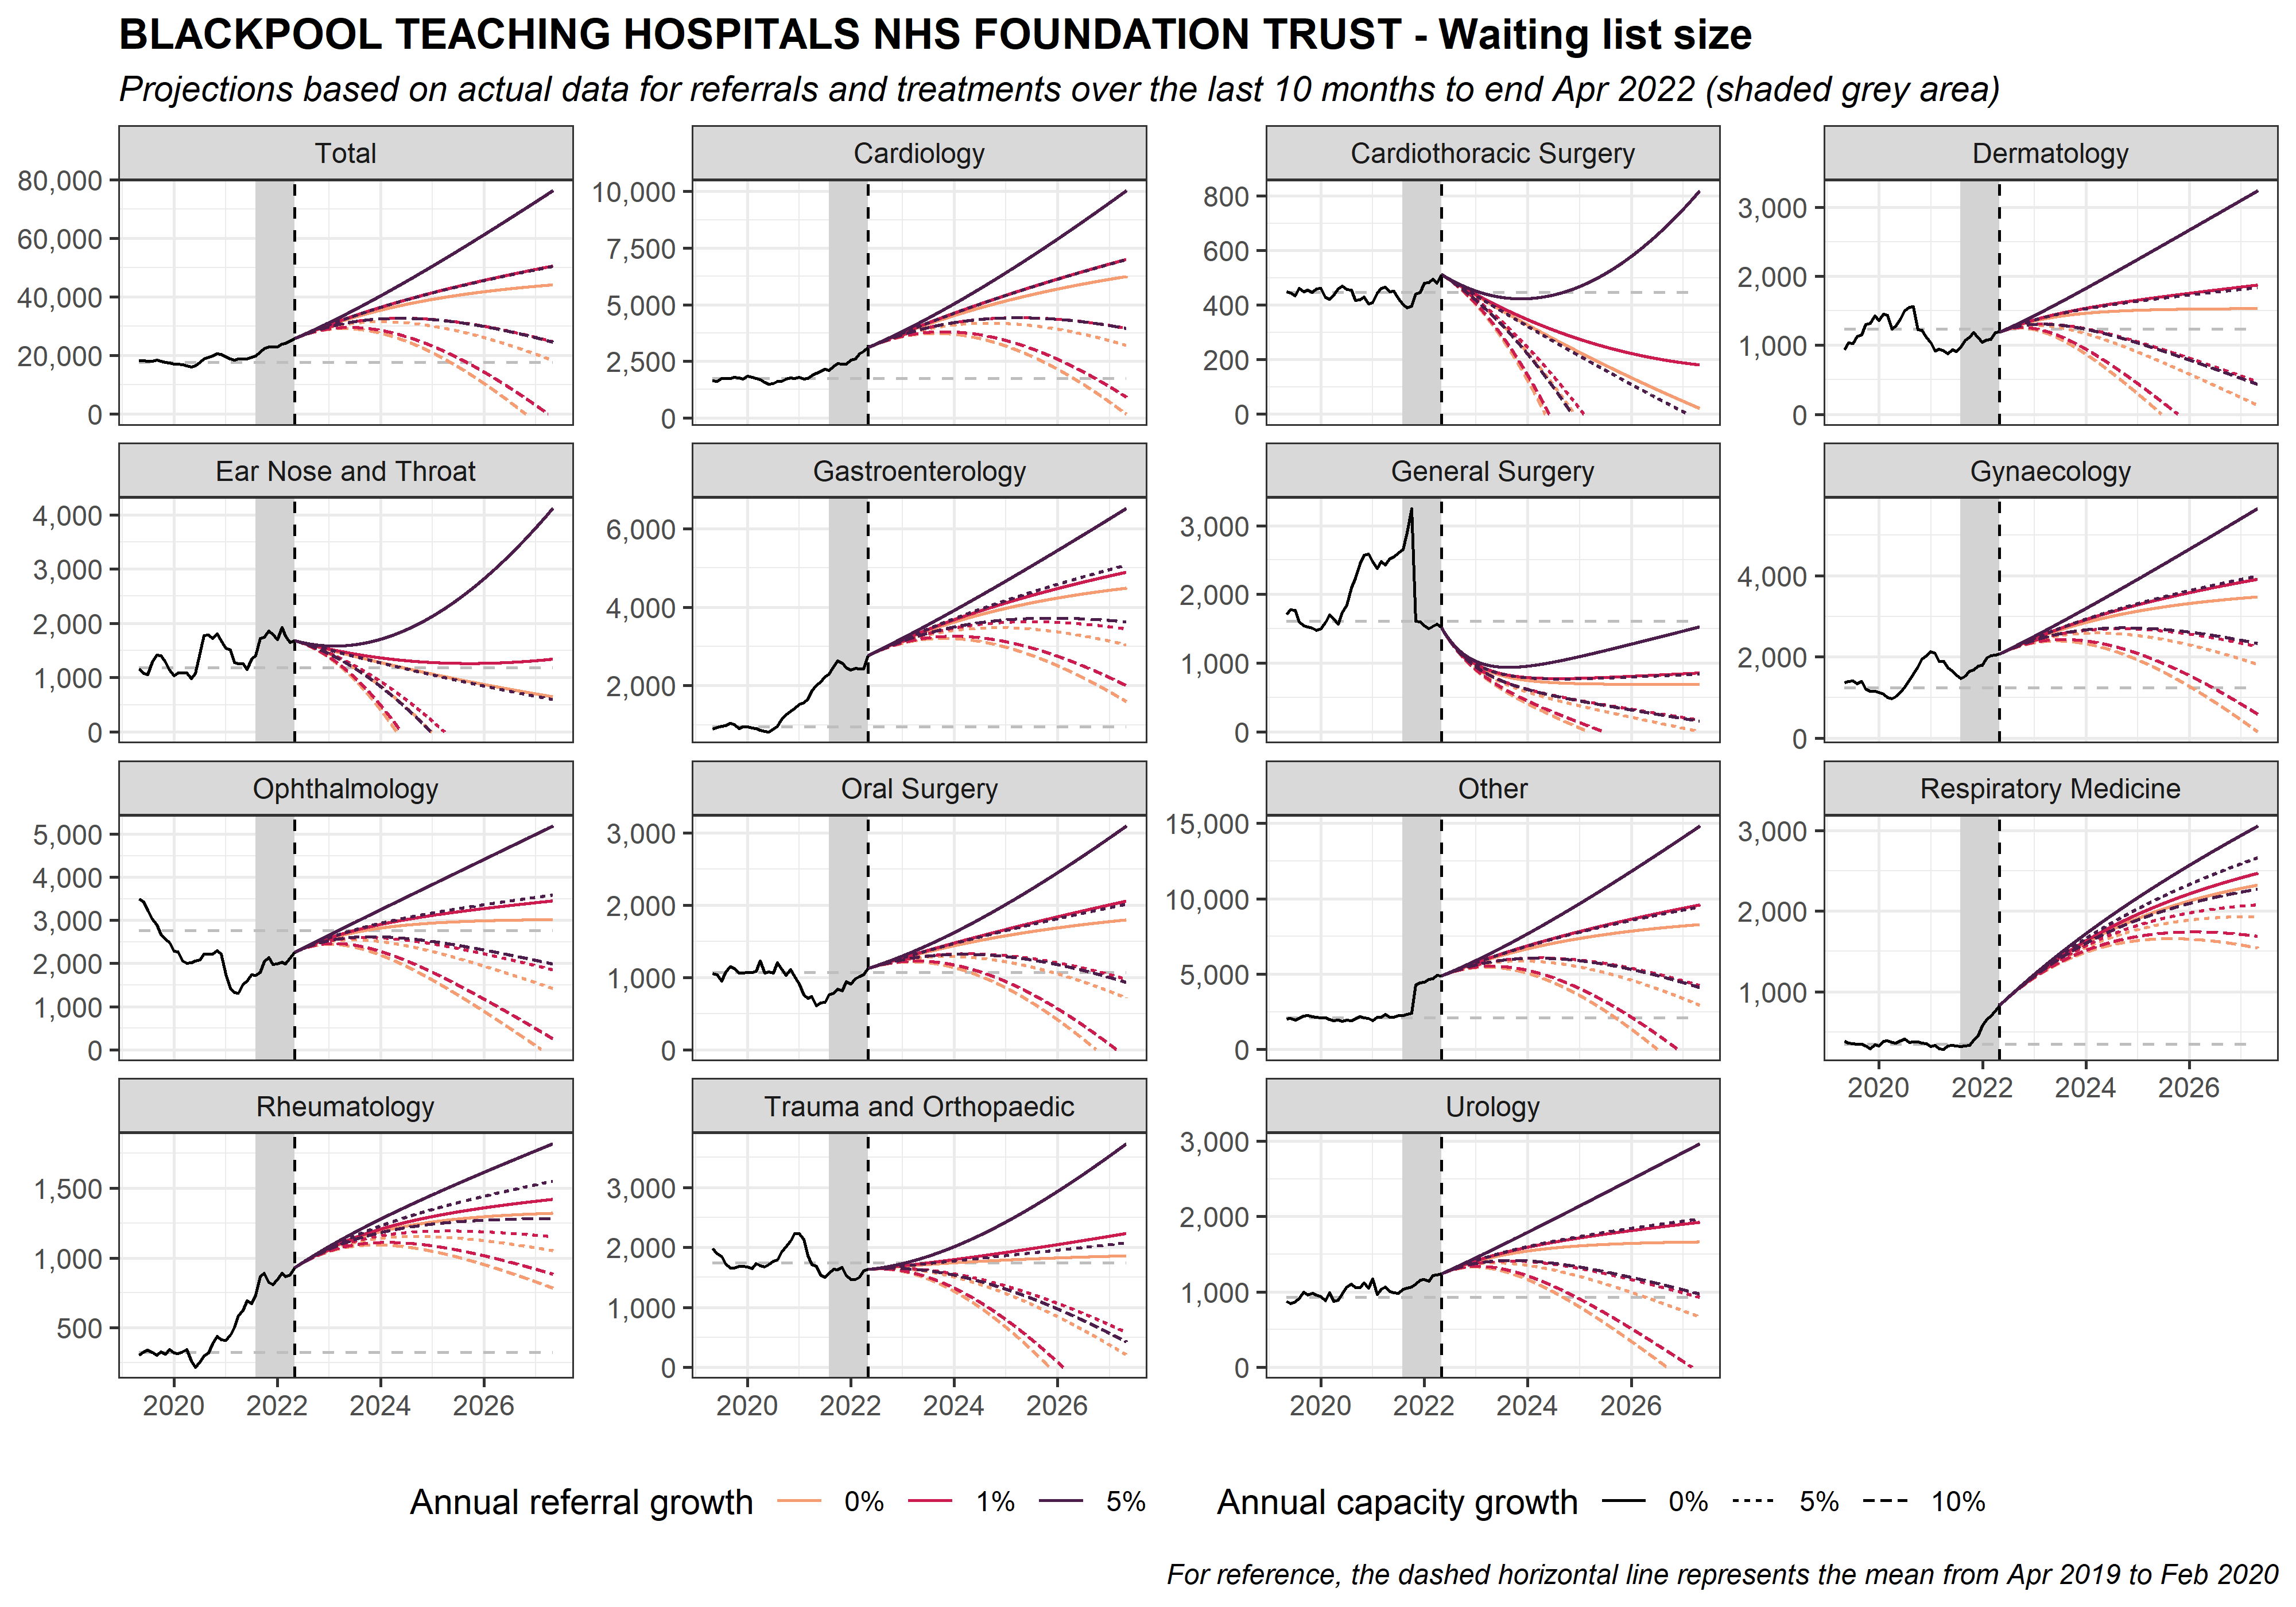 BLACKPOOL TEACHING HOSPITALS NHS FOUNDATION TRUST - Waiting list size
Projections based on actual data for referrals and treatments over the last 10 months to end Apr 2022 (shaded grey area)
Total
80,000
60,000
40,000
20,000
0
Cardiology
10,000
7,500
5,000
2,500
0
Cardiothoracic Surgery
800
600
400
200
0
Dermatology
3,000
2,000
1,000
0
Ear Nose and Throat
4,000
3,000
2,000
1,000
0
Gastroenterology
6,000
4,000
2,000
General Surgery
3,000
2,000
1,000
0
Gynaecology
4,000
2,000
0
Ophthalmology
5,000
4,000
3,000
2,000
1,000
0
Oral Surgery
3,000
2,000
1,000
0
Other
15,000
10,000
5,000
0
Respiratory Medicine
3,000
2,000
1,000
2020 2022 2024 2026
Rheumatology
1,500
1,000
500
2020 2022 2024 2026
Trauma and Orthopaedic
3,000
2,000
1,000
0
2020 2022 2024 2026
Urology
3,000
2,000
1,000
0
2020 2022 2024 2026
Annual referral growth 0% 1% 5% Annual capacity growth 0% 5% 10%
For reference, the dashed horizontal line represents the mean from Apr 2019 to Feb 2020